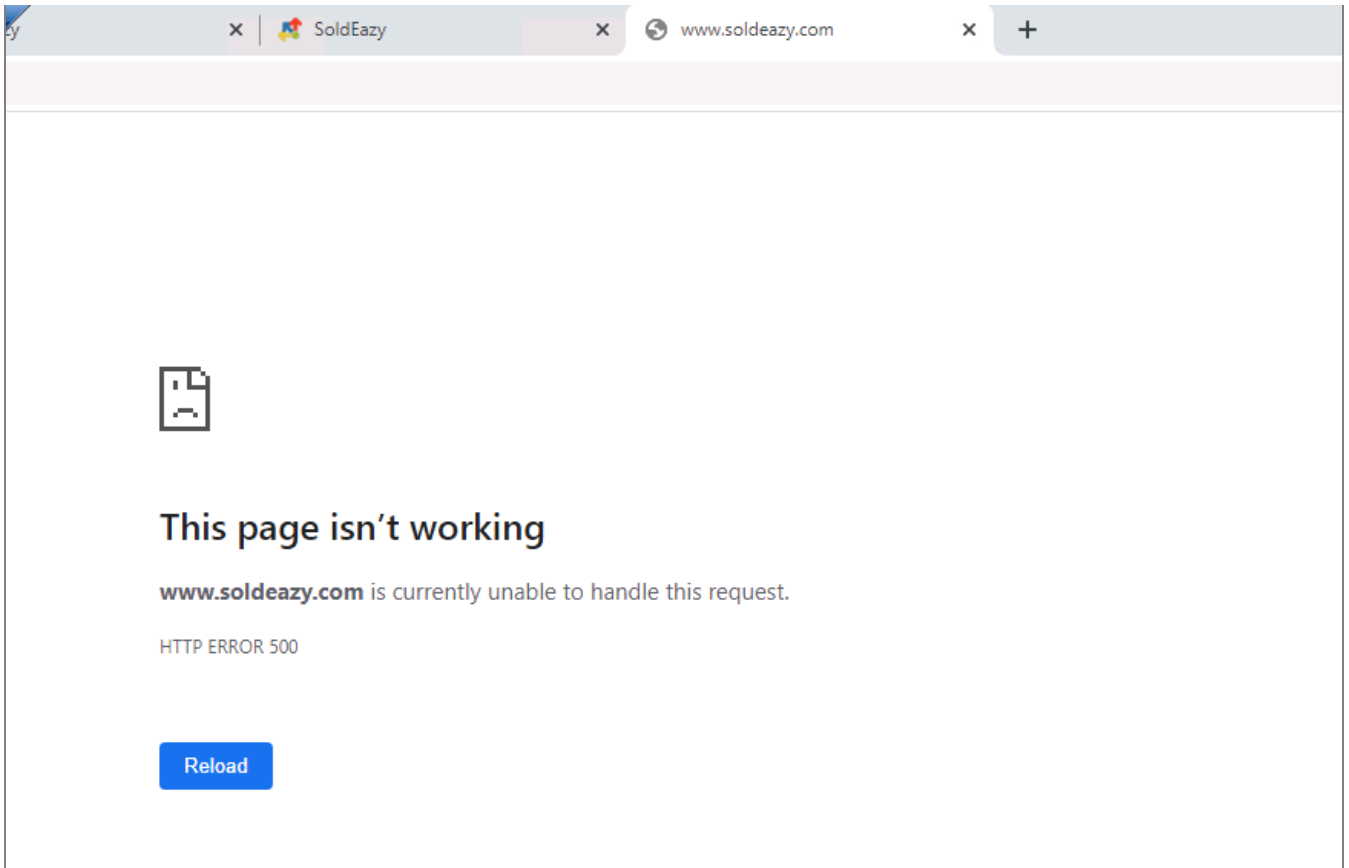 zy
SoldEazy
www.soldeazy.com
This page isn’t working
www.soldeazy.com is currently unable to handle this request.
HTTP ERROR 500
Reload